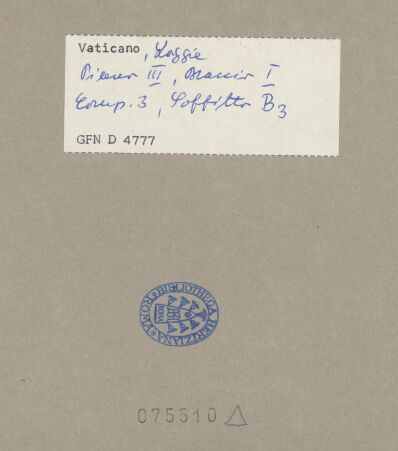 Vaticano, Loggie
Piano III, Braccio I
Comp. 3, Soffitto B3
GFN D 4777
BIBLIOTHECA HERTZIANA ROMA
075510